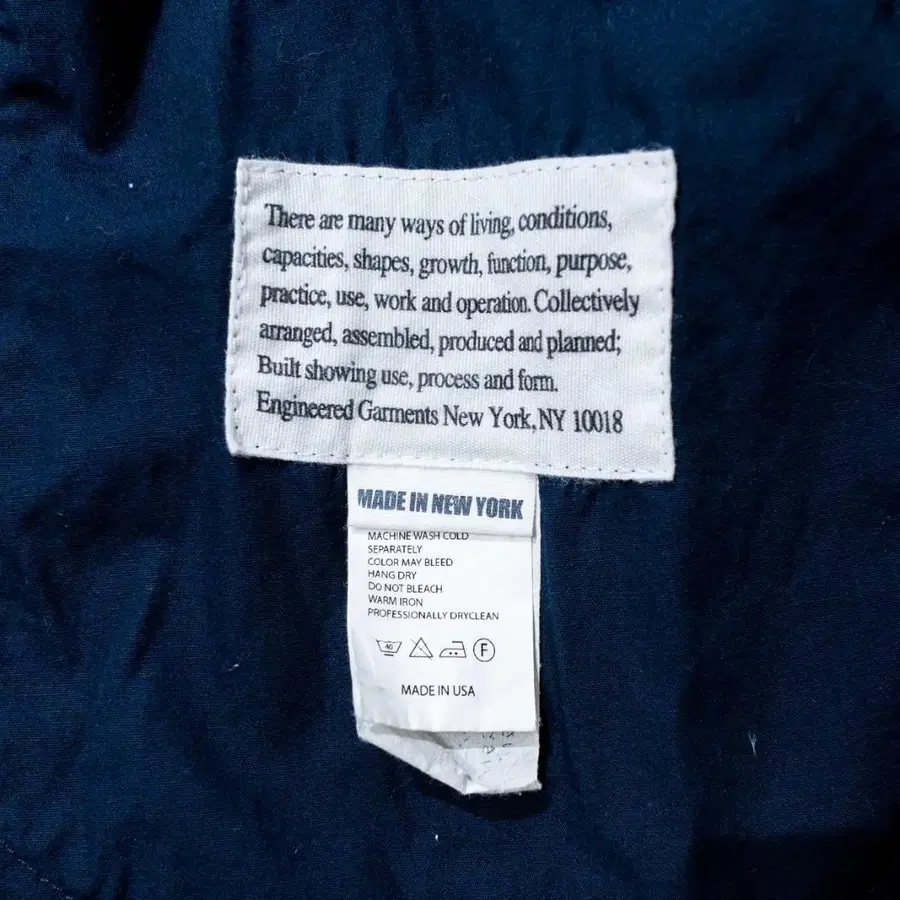 There are many ways of living, conditions,
capacities, shapes, growth, function, purpose,
practice, use, work and operation. Collectively
arranged, assembled, produced and planned;
Built showing use, process and form.
Engineered Garments New York, NY 10018
MADE IN NEW YORK
MACHINE WASH COLD
SEPARATELY
COLOR MAY BLEED
HANG DRY
DO NOT BLEACH
WARM IRON
PROFESSIONALLY DRYCLEAN
40 F
MADE IN USA